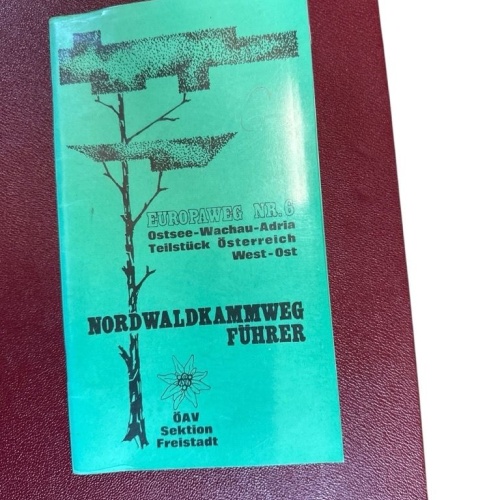 EUROPAWEG NR. 6
Ostsee-Wachau-Adria
Teilstück Österreich
West-Ost
NORDWALDKAMMWEG
FÜHRER
ÖAV
Sektion
Freistadt